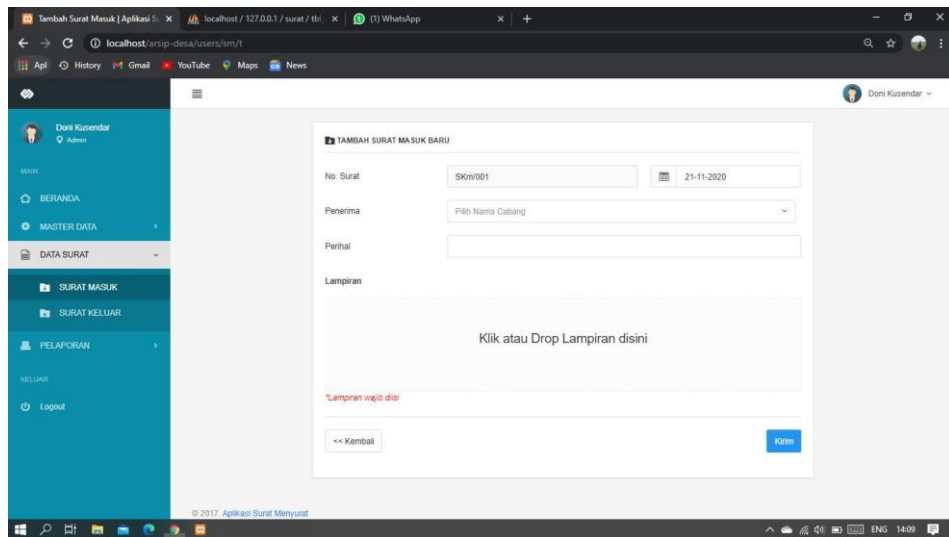 Tambah Surat Masuk | Aplikasi S
localhost / 127.0.0.1 / surat / tbl_
(1) WhatsApp
localhost/arsip-desa/users/sm/t
Apl
History
Gmail
YouTube
Maps
News
Doni Kusendar
Doni Kusendar
Admin
MAIN
BERANDA
MASTER DATA
DATA SURAT
SURAT MASUK
SURAT KELUAR
PELAPORAN
KELUAR
Logout
TAMBAH SURAT MASUK BARU
No. Surat
SKm/001
21-11-2020
Penerima
Pilih Nama Cabang
Perihal
Lampiran
Klik atau Drop Lampiran disini
*Lampiran wajib diisi
<< Kembali
Kirim
© 2017. Aplikasi Surat Menyurat
ENG 14:09